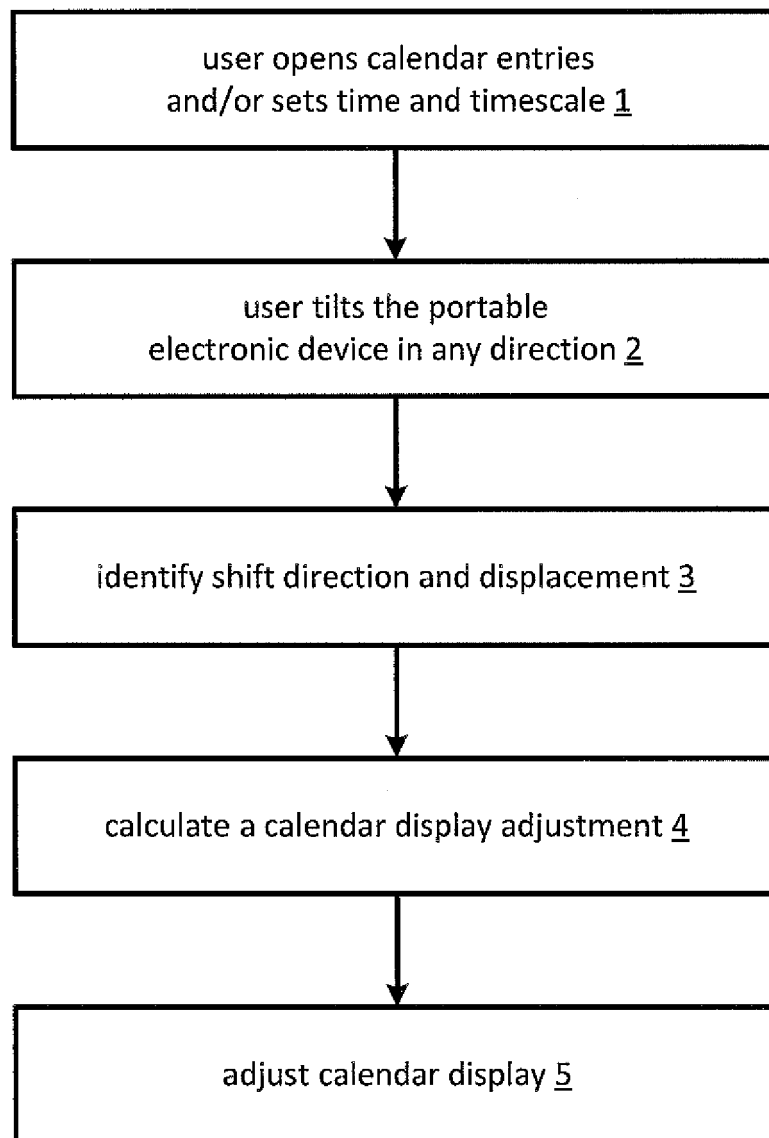 user opens calendar entries
and/or sets time and timescale 1
user tilts the portable
electronic device in any direction 2
identify shift direction and displacement 3
calculate a calendar display adjustment 4
adjust calendar display 5